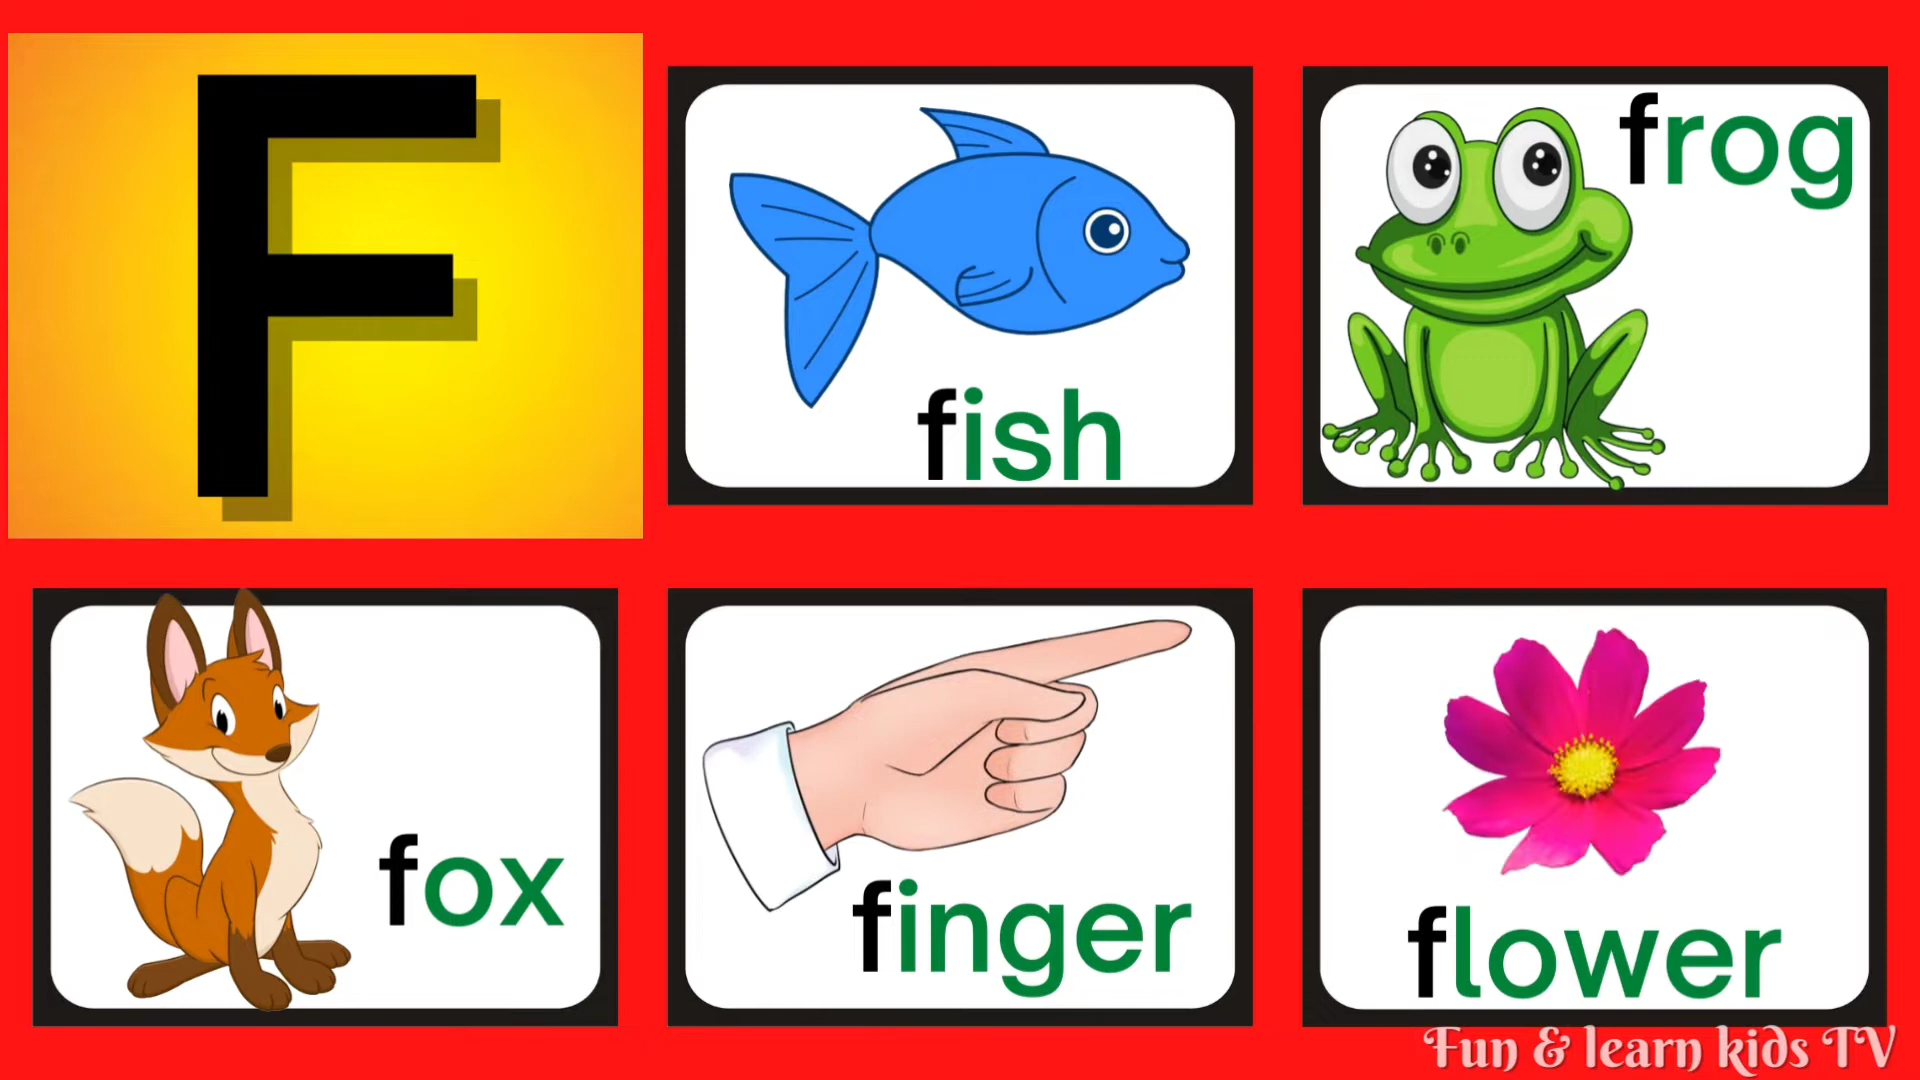 F
fish
frog
fox
finger
flower
Fun & learn kids TV